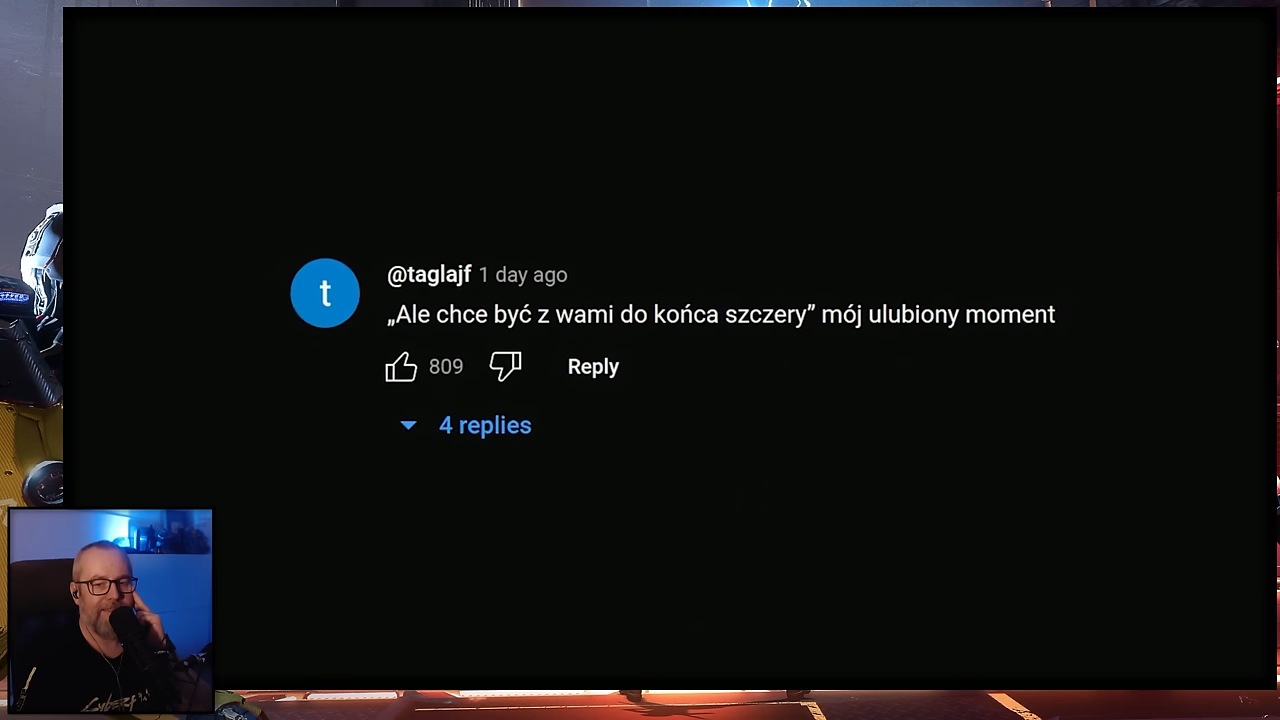 t
@taglajf 1 day ago
„Ale chce być z wami do końca szczery” mój ulubiony moment
809
Reply
4 replies